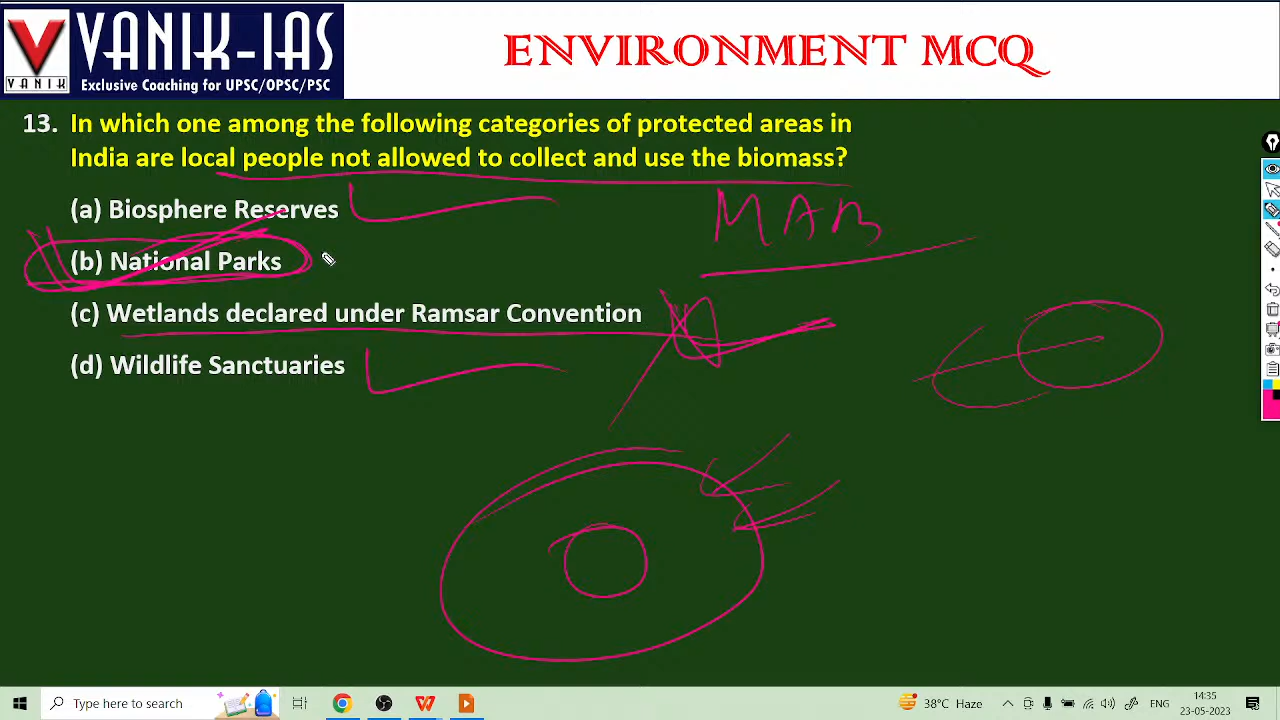 VANIK-IAS
VANIK
Exclusive Coaching for UPSC/OPSC/PSC
ENVIRONMENT MCQ
13. In which one among the following categories of protected areas in
India are local people not allowed to collect and use the biomass?
(a) Biosphere Reserves
MAB
(b) National Parks
(c) Wetlands declared under Ramsar Convention
(d) Wildlife Sanctuaries
Type here to search
38°C Haze
ENG
14:35
23-05-2023